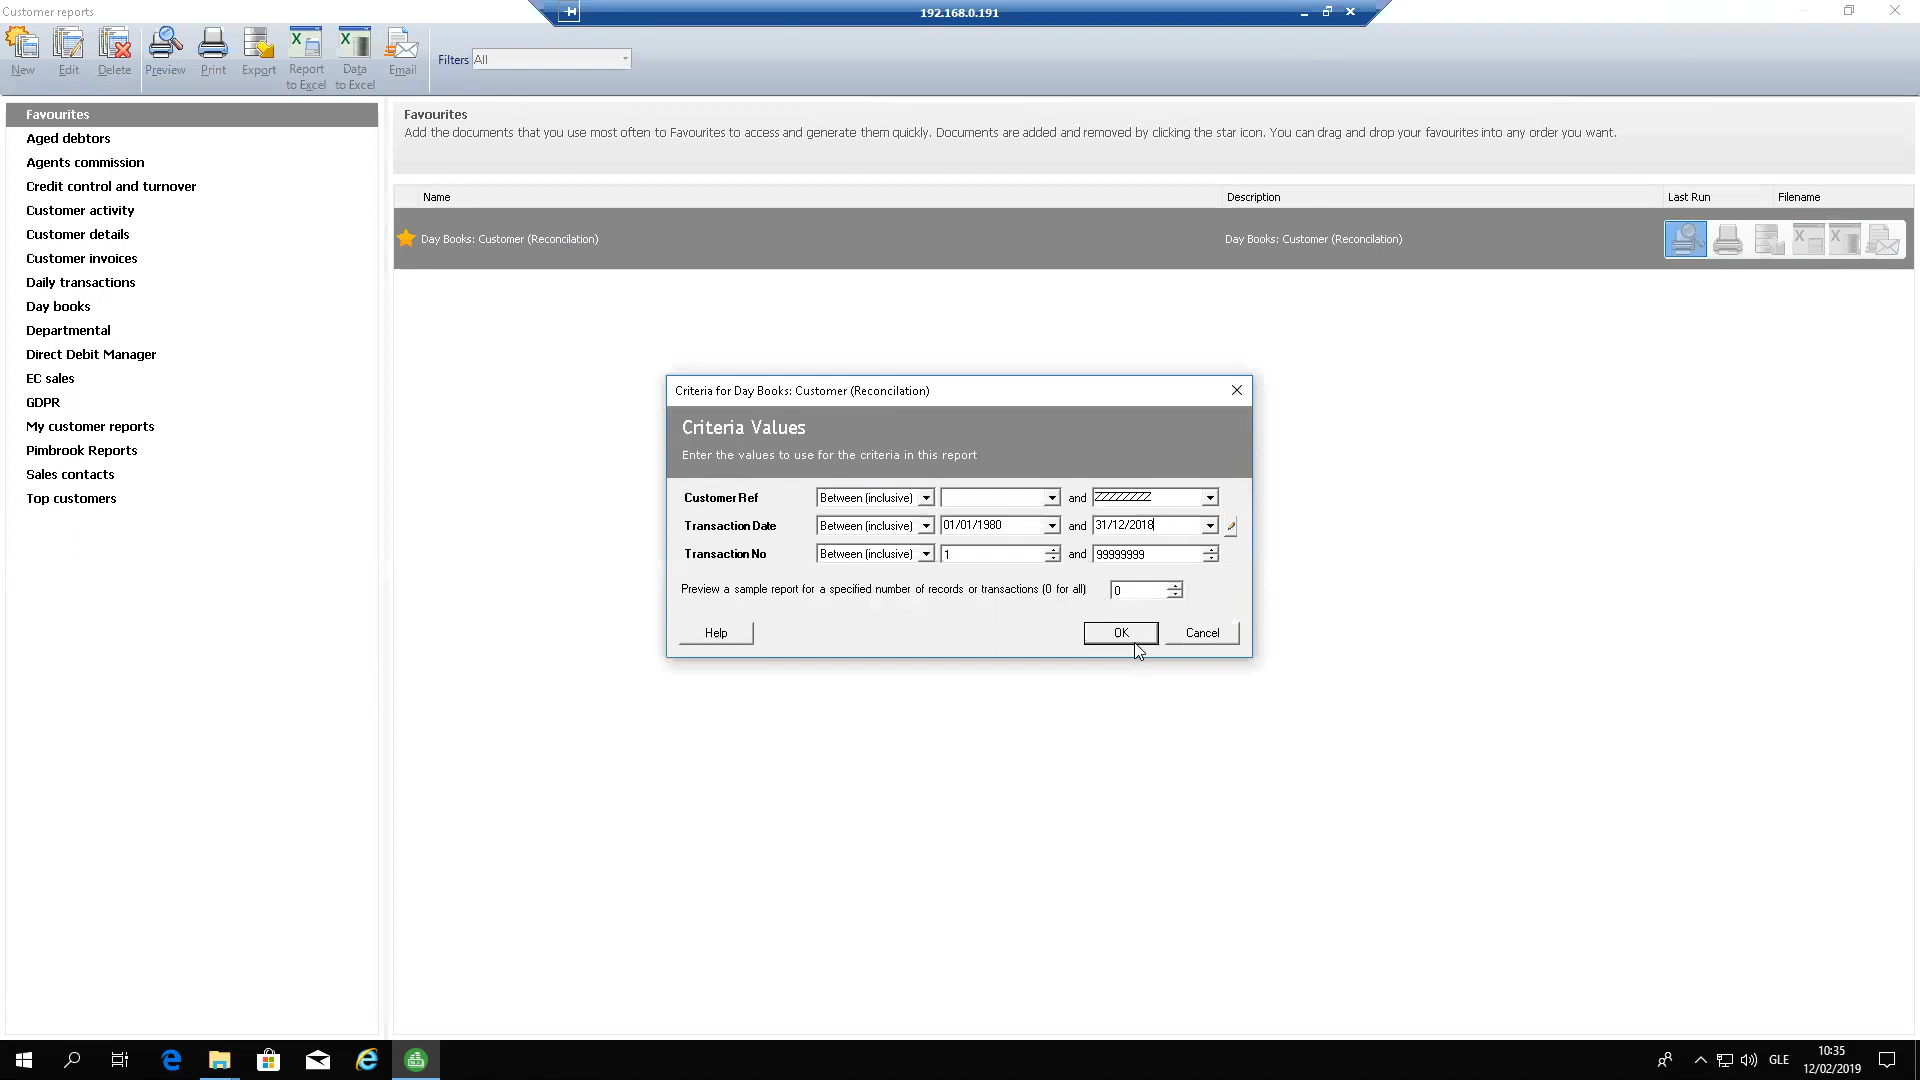 Customer reports
192.168.0.191
New
Edit
Delete
Preview
Print
Export
Report to Excel
Data to Excel
Email
Filters All
Favourites
Aged debtors
Agents commission
Credit control and turnover
Customer activity
Customer details
Customer invoices
Daily transactions
Day books
Departmental
Direct Debit Manager
EC sales
GDPR
My customer reports
Pimbrook Reports
Sales contacts
Top customers
Favourites
Add the documents that you use most often to Favourites to access and generate them quickly. Documents are added and removed by clicking the star icon. You can drag and drop your favourites into any order you want.
Name Description Last Run Filename
Day Books: Customer (Reconcilation) Day Books: Customer (Reconcilation)
Criteria for Day Books: Customer (Reconcilation)
Criteria Values
Enter the values to use for the criteria in this report
Customer Ref Between (inclusive) and ZZZZZZZZ
Transaction Date Between (inclusive) 01/01/1980 and 31/12/2018
Transaction No Between (inclusive) 1 and 99999999
Preview a sample report for a specified number of records or transactions (0 for all) 0
Help OK Cancel
GLE
10:35
12/02/2019